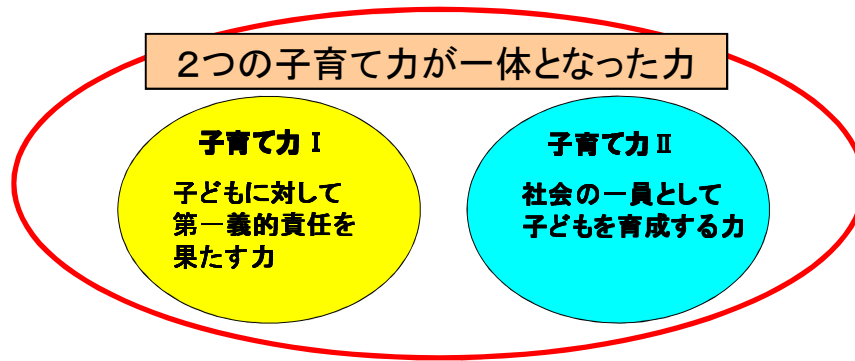 ２つの子育て力が一体となった力
子育て力Ⅰ
子どもに対して
第一義的責任を
果たす力
子育て力Ⅱ
社会の一員として
子どもを育成する力